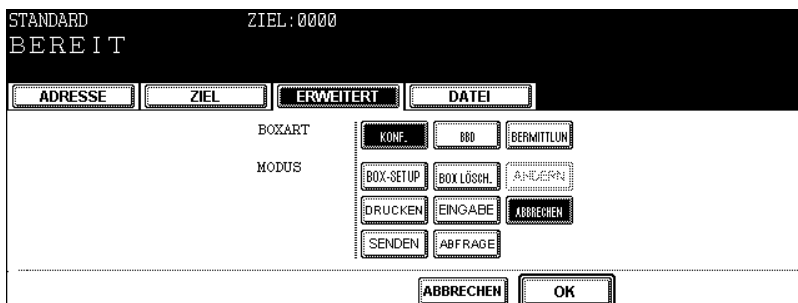 STANDARD ZIEL:0000
BEREIT
ADRESSE ZIEL ERWEITERT DATEI
BOXART KONF. BBD BERMITTLUN
MODUS BOX-SETUP BOX LÖSCH. ÄNDERN
DRUCKEN EINGABE ABBRECHEN
SENDEN ABFRAGE
ABBRECHEN OK